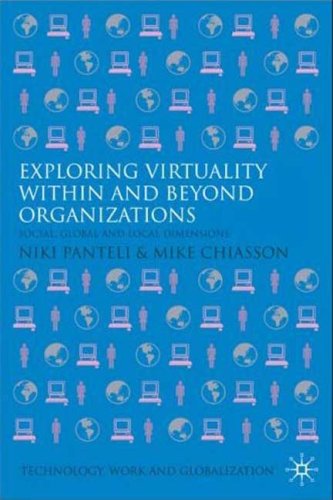 EXPLORING VIRTUALITY
WITHIN AND BEYOND
ORGANIZATIONS
SOCIAL, GLOBAL AND LOCAL DIMENSIONS
NIKI PANTELI & MIKE CHIASSON
TECHNOLOGY, WORK AND GLOBALIZATION